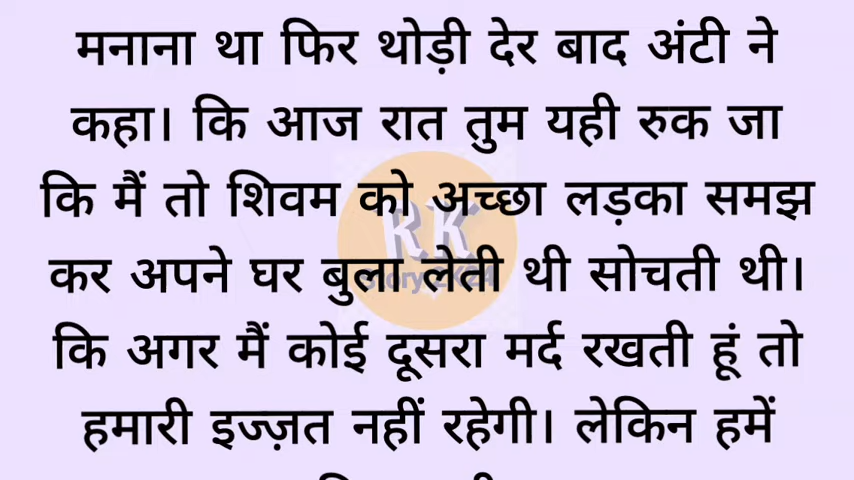 मनाना था फिर थोड़ी देर बाद अंटी ने
कहा। कि आज रात तुम यही रुक जा
कि मैं तो शिवम को अच्छा लड़का समझ
कर अपने घर बुला लेती थी सोचती थी।
कि अगर मैं कोई दूसरा मर्द रखती हूं तो
हमारी इज्ज़त नहीं रहेगी। लेकिन हमें
RK